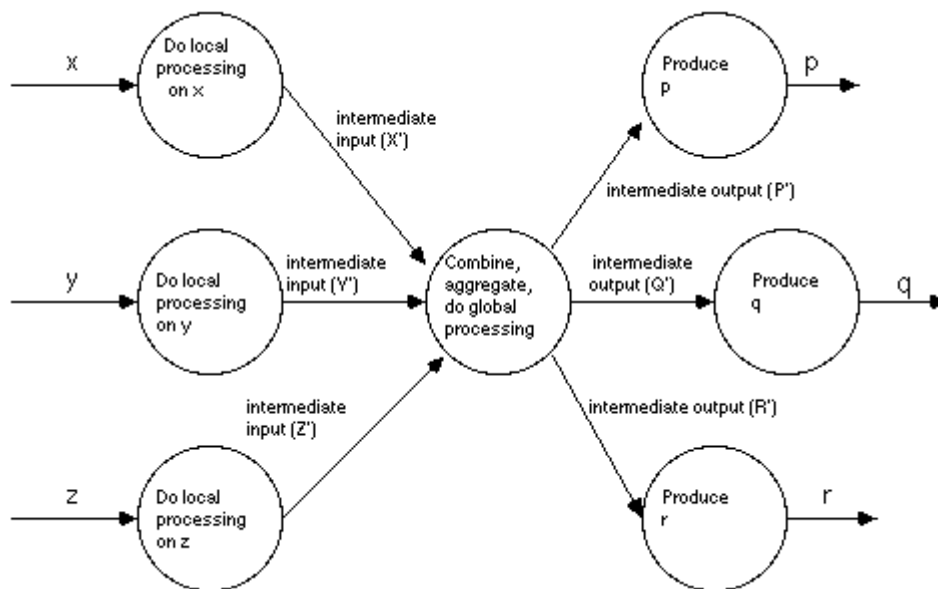 x
Do local
processing
on x
intermediate
input (X')
Produce
p
p
intermediate output (P')
y
Do local
processing
on y
intermediate
input (Y')
Combine,
aggregate,
do global
processing
intermediate
output (Q')
Produce
q
q
z
Do local
processing
on z
intermediate
input (Z')
intermediate output (R')
Produce
r
r